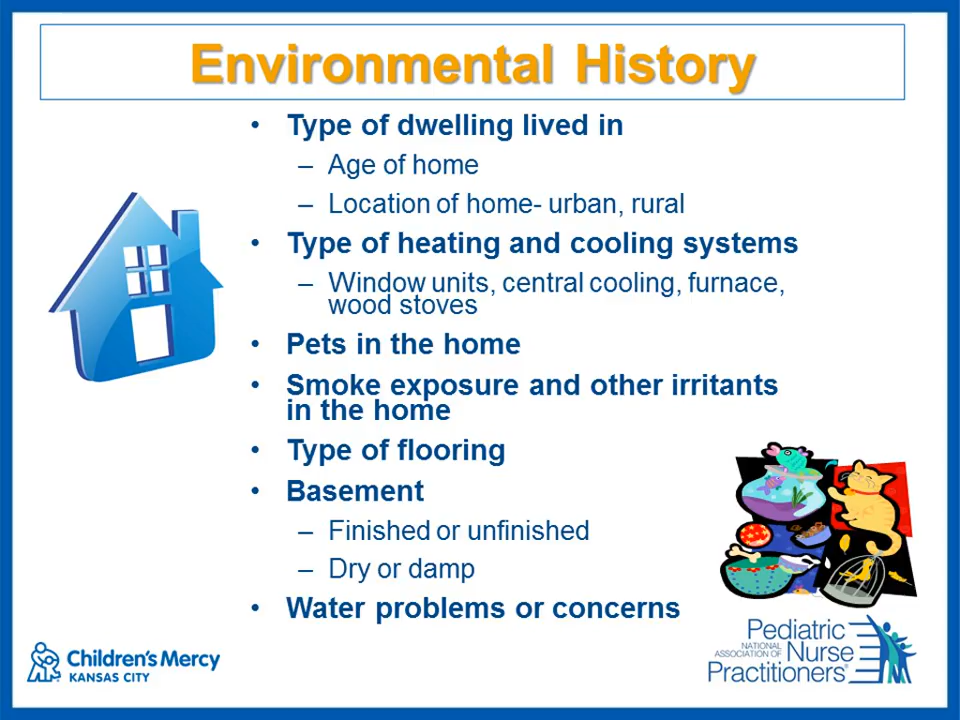 Environmental History
• Type of dwelling lived in
– Age of home
– Location of home- urban, rural
• Type of heating and cooling systems
– Window units, central cooling, furnace,
wood stoves
• Pets in the home
• Smoke exposure and other irritants
in the home
• Type of flooring
• Basement
– Finished or unfinished
– Dry or damp
• Water problems or concerns
Children's Mercy
KANSAS CITY
Pediatric
NATIONAL
ASSOCIATION OF
Nurse
Practitioners®